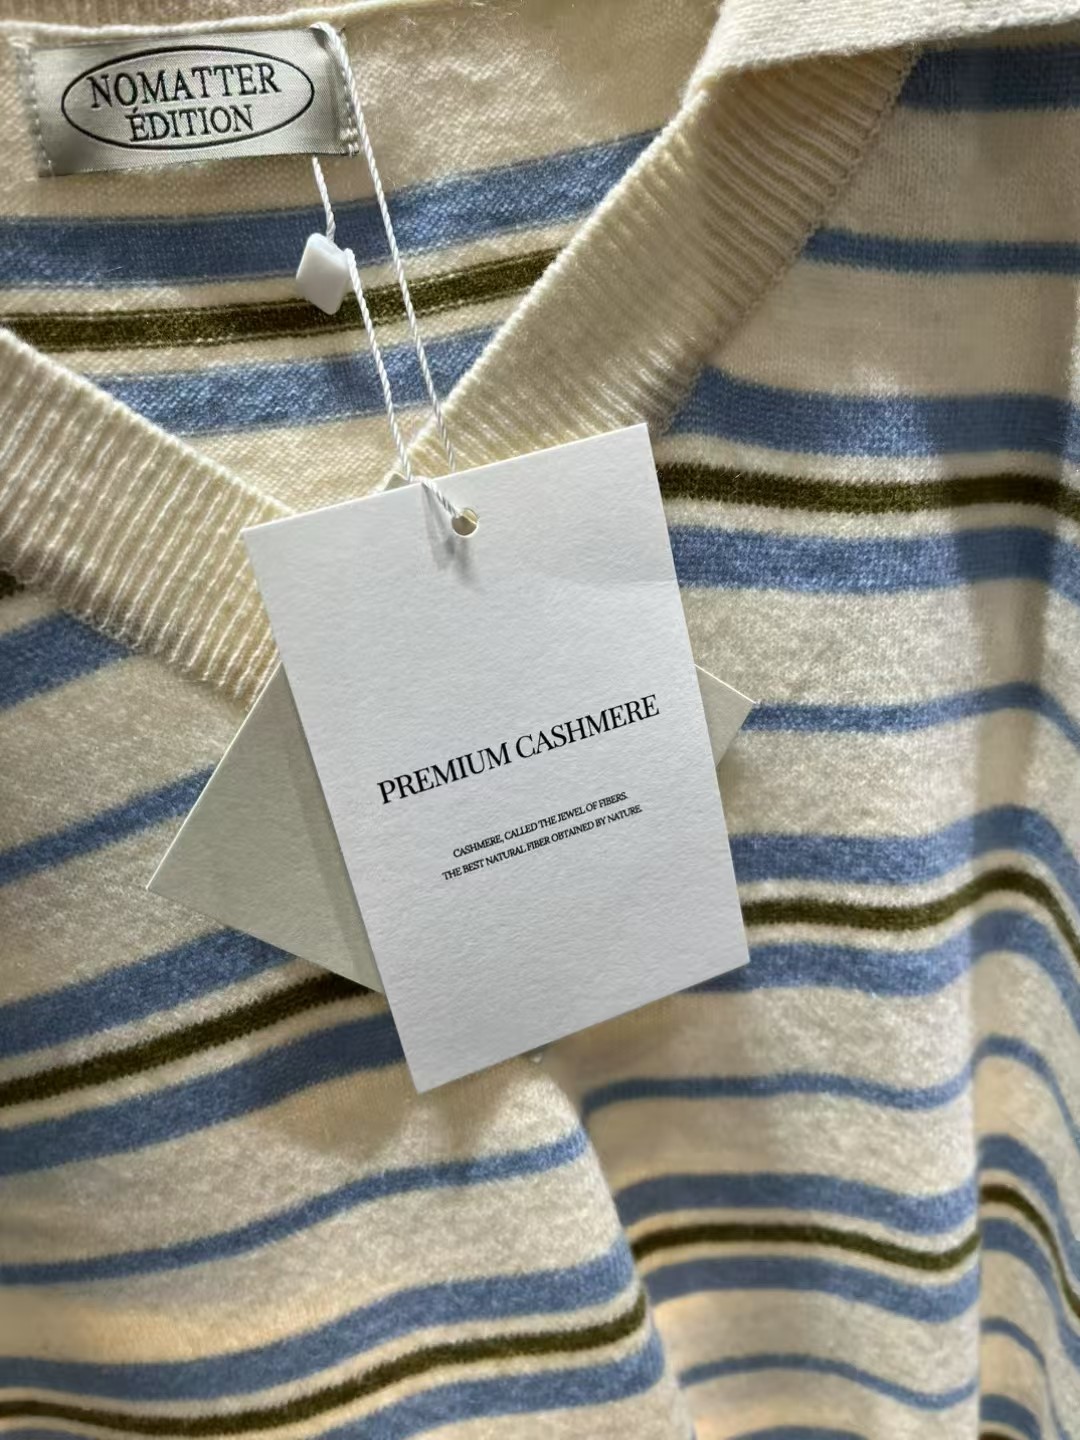 NOMATTER
ÉDITION
PREMIUM CASHMERE
CASHMERE, CALLED THE JEWEL OF FIBERS.
THE BEST NATURAL FIBER OBTAINED BY NATURE.